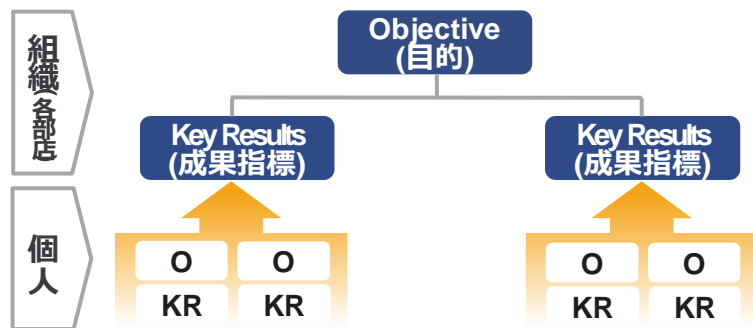 組織(各部店)
Objective
(目的)
Key Results
(成果指標)
Key Results
(成果指標)
個人
O O
KR KR
O O
KR KR